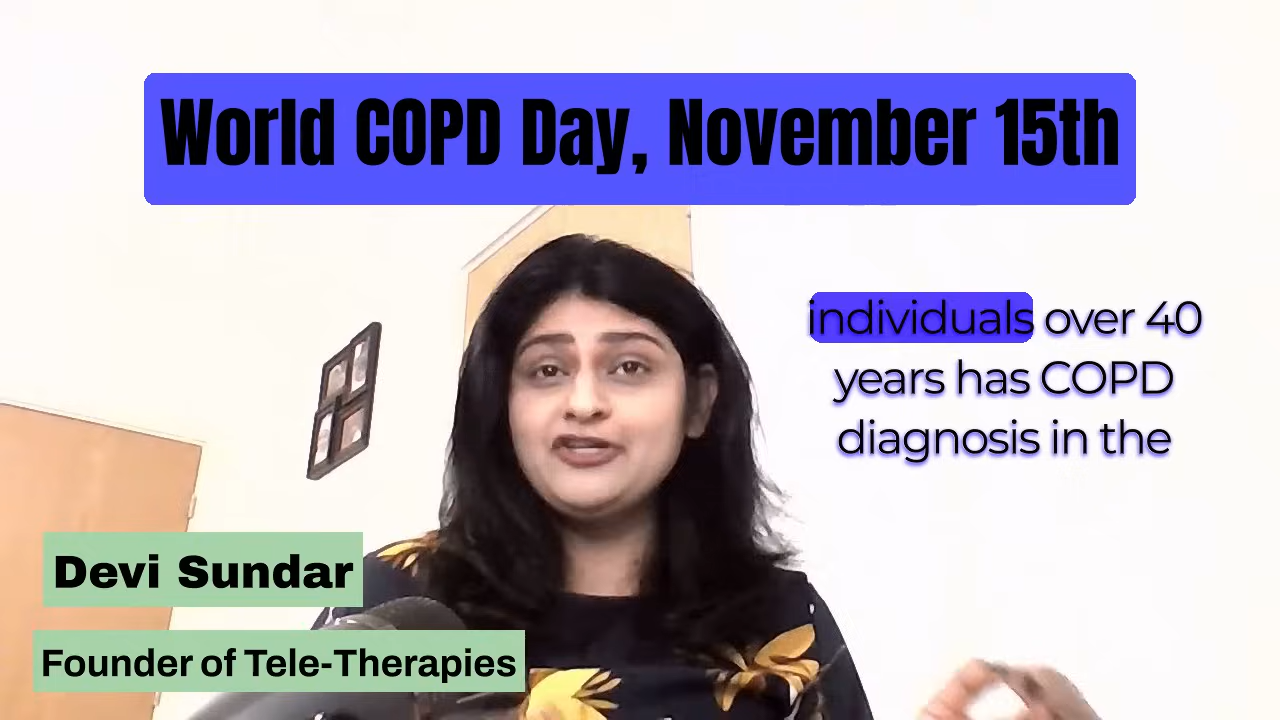 World COPD Day, November 15th
individuals over 40
years has COPD
diagnosis in the
Devi Sundar
Founder of Tele-Therapies